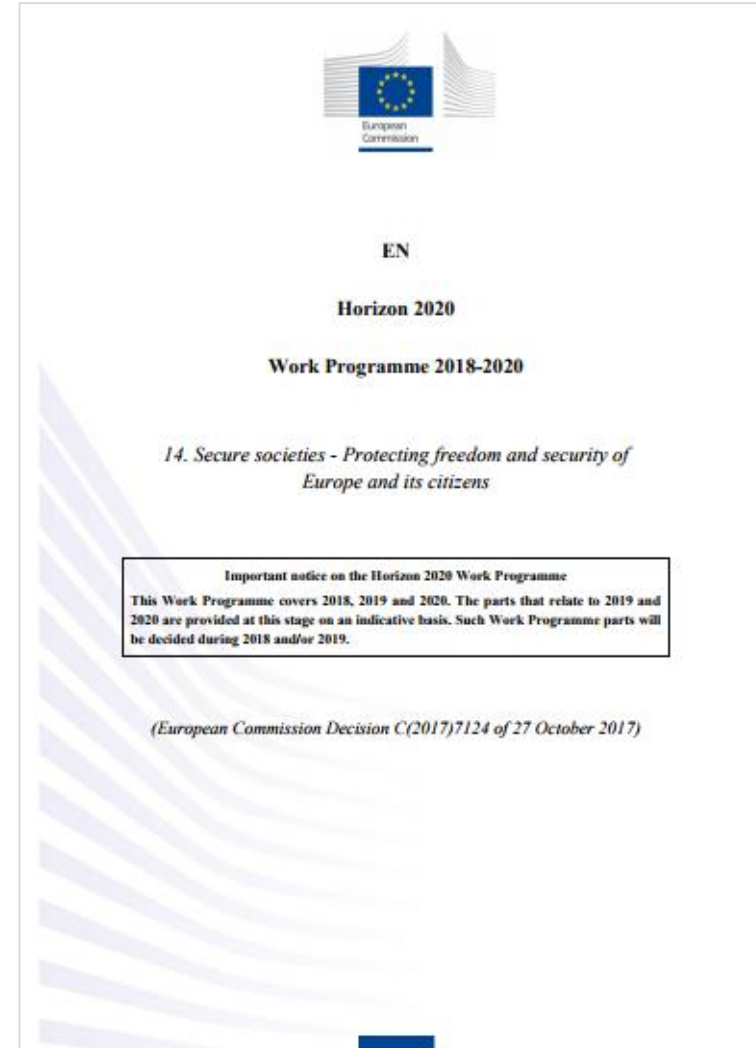 European
Commission
EN
Horizon 2020
Work Programme 2018-2020
14. Secure societies - Protecting freedom and security of
Europe and its citizens
Important notice on the Horizon 2020 Work Programme
This Work Programme covers 2018, 2019 and 2020. The parts that relate to 2019 and
2020 are provided at this stage on an indicative basis. Such Work Programme parts will
be decided during 2018 and/or 2019.
(European Commission Decision C(2017)7124 of 27 October 2017)